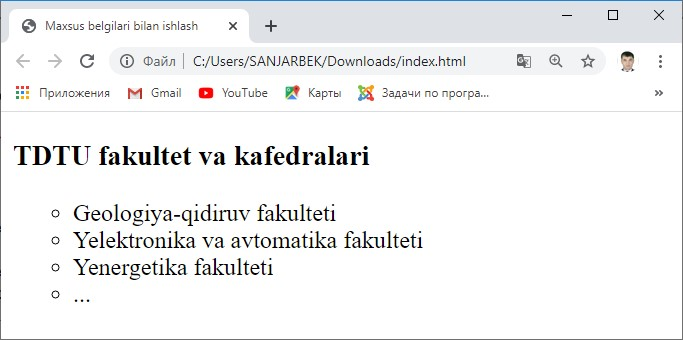 Maxsus belgilari bilan ishlash
Файл | C:/Users/SANJARBEK/Downloads/index.html
Приложения Gmail YouTube Карты Задачи по програ...
TDTU fakultet va kafedralari
Geologiya-qidiruv fakulteti
Yelektronika va avtomatika fakulteti
Yenergetika fakulteti
...